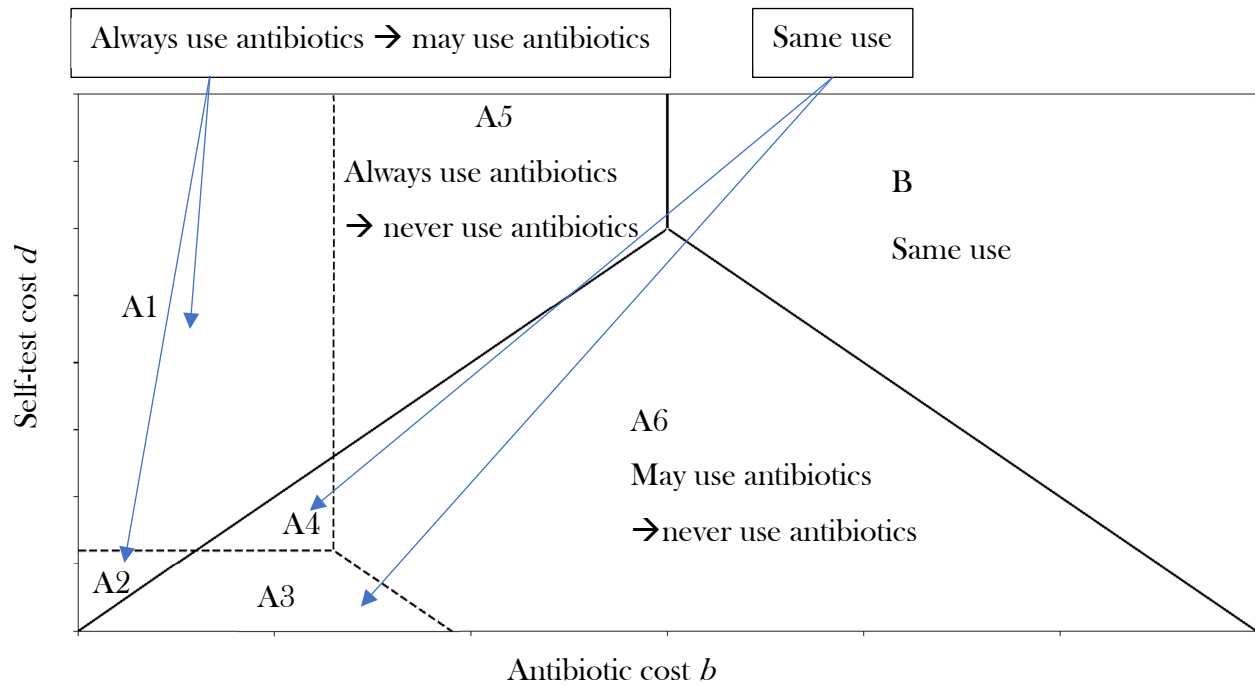 Always use antibiotics → may use antibiotics
Same use
A5
Always use antibiotics
→ never use antibiotics
B
Same use
A1
Self-test cost d
A6
May use antibiotics
→never use antibiotics
A4
A2
A3
Antibiotic cost b